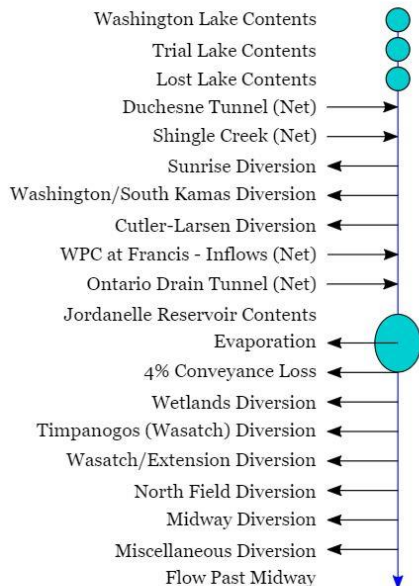 Washington Lake Contents
Trial Lake Contents
Lost Lake Contents
Duchesne Tunnel (Net)
Shingle Creek (Net)
Sunrise Diversion
Washington/South Kamas Diversion
Cutler-Larsen Diversion
WPC at Francis - Inflows (Net)
Ontario Drain Tunnel (Net)
Jordanelle Reservoir Contents
Evaporation
4% Conveyance Loss
Wetlands Diversion
Timpanogos (Wasatch) Diversion
Wasatch/Extension Diversion
North Field Diversion
Midway Diversion
Miscellaneous Diversion
Flow Past Midway